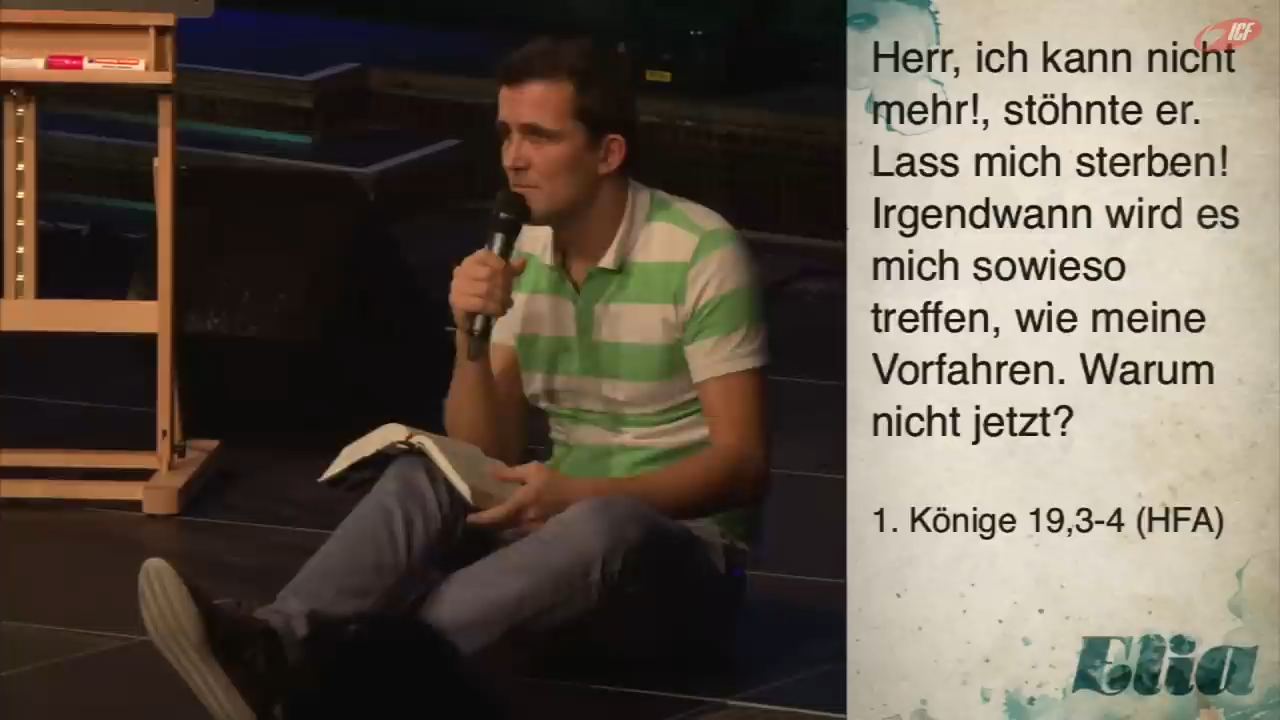 ICF
Herr, ich kann nicht
mehr!, stöhnte er.
Lass mich sterben!
Irgendwann wird es
mich sowieso
treffen, wie meine
Vorfahren. Warum
nicht jetzt?
1. Könige 19,3-4 (HFA)
Elia